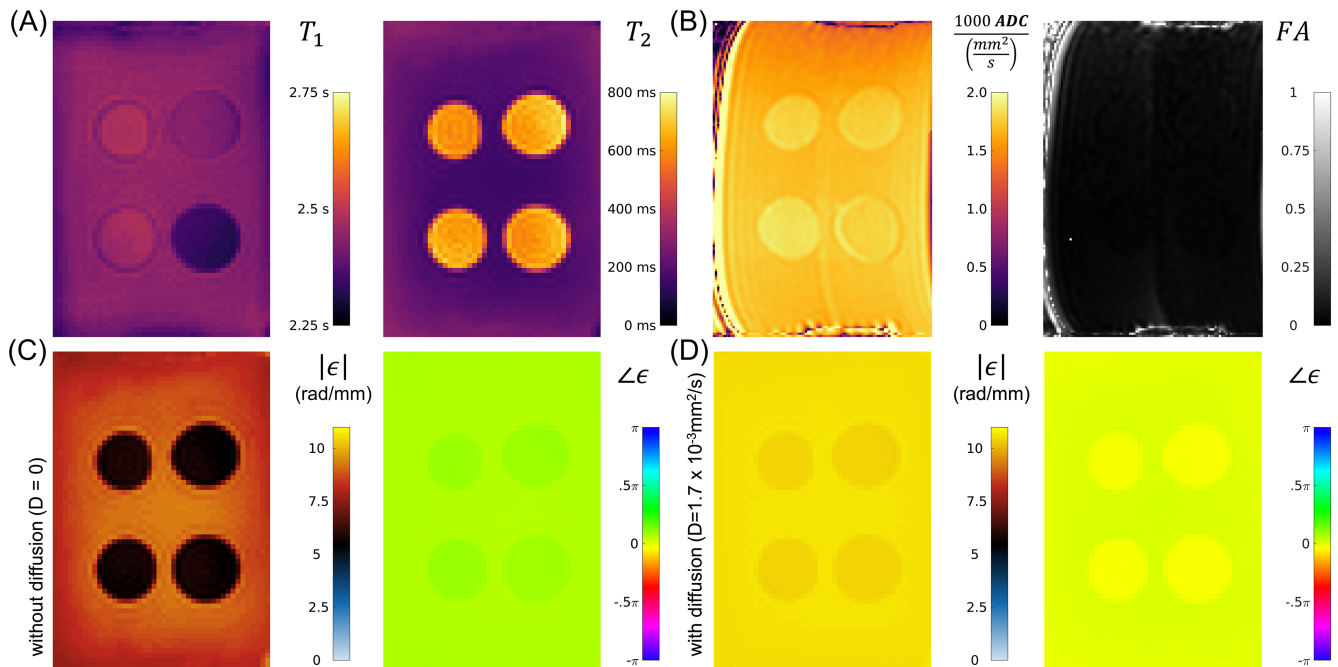 (A)
T₁
2.75 s
2.5 s
2.25 s
T₂
800 ms
600 ms
400 ms
200 ms
0 ms
(B)
1000 ADC
(mm²/s)
2.0
1.5
1.0
0.5
0
FA
1
0.75
0.5
0.25
0
(C)
without diffusion (D = 0)
|ϵ|
(rad/mm)
10
7.5
5
2.5
0
∠ϵ
π
.5π
0
-.5π
-π
(D)
with diffusion (D=1.7 x 10⁻³mm²/s)
|ϵ|
(rad/mm)
10
7.5
5
2.5
0
∠ϵ
π
.5π
0
-.5π
-π